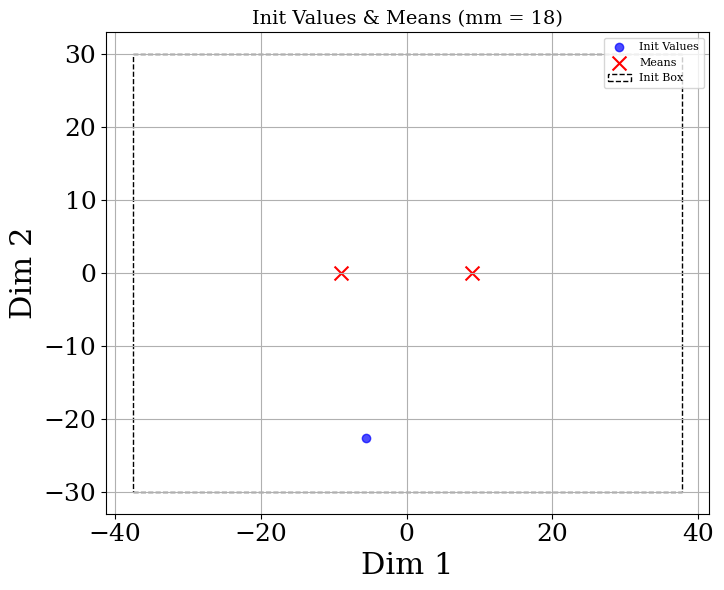 Init Values & Means (mm = 18)
Init Values
Means
Init Box
30
20
10
0
−10
−20
−30
Dim 2
−40
−20
0
20
40
Dim 1